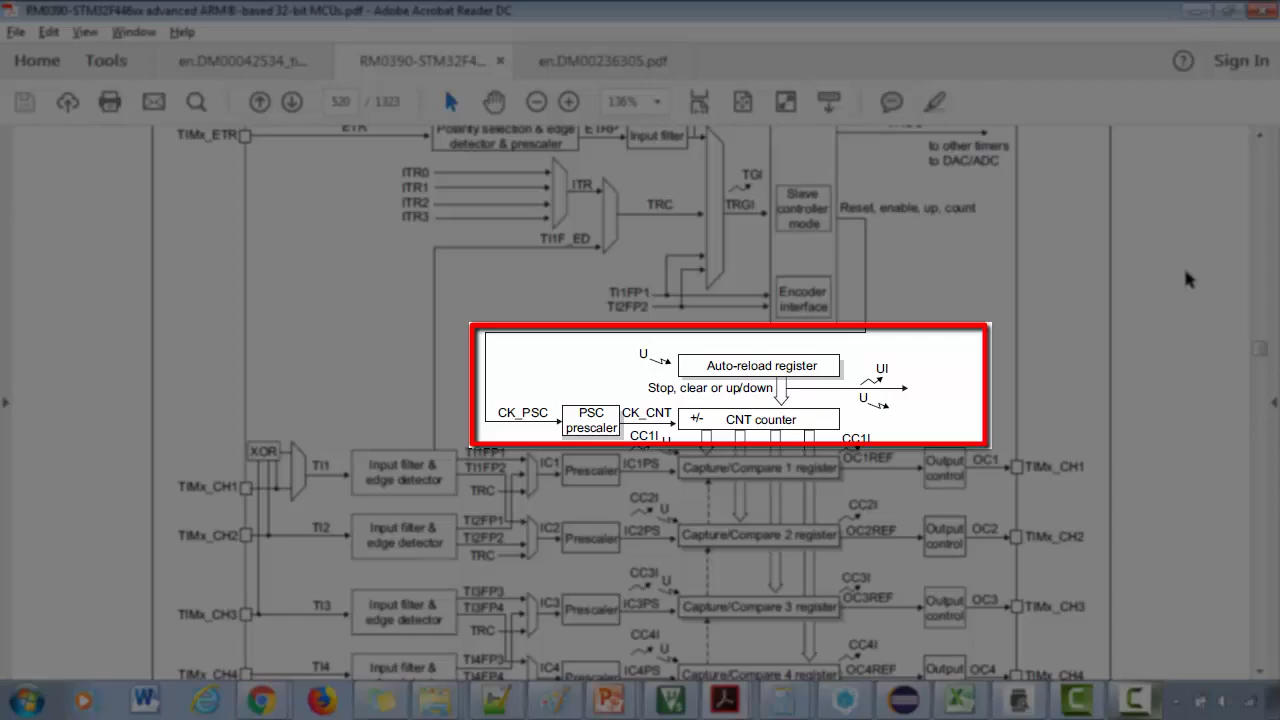 RM0390-STM32F446xx advanced ARM®-based 32-bit MCUs.pdf - Adobe Acrobat Reader DC
File Edit View Window Help
Home Tools en.DM00042534_ti... RM0390-STM32F4... × en.DM00236305.pdf ? Sign In
520 / 1323 136%
TIMx_ETR ETR Polarity selection & edge detector & prescaler ETRP Input filter
to other timers
to DAC/ADC
ITR0
ITR1
ITR2
ITR3
ITR
TRC
TI1F_ED
TGI
TRGI
Slave
controller
mode
Reset, enable, up, count
TI1FP1
TI2FP2
Encoder
interface
U
Auto-reload register
UI
Stop, clear or up/down
U
CK_PSC
PSC
prescaler
CK_CNT
+/- CNT counter
XOR
TI1
Input filter &
edge detector
TI1FP1
TI1FP2
TRC
IC1
Prescaler
IC1PS
CC1I
U
Capture/Compare 1 register
CC1I
OC1REF
Output
control
OC1
TIMx_CH1
TIMx_CH1
TIMx_CH2
TI2
Input filter &
edge detector
TI2FP1
TI2FP2
TRC
IC2
Prescaler
IC2PS
CC2I
U
Capture/Compare 2 register
CC2I
OC2REF
Output
control
OC2
TIMx_CH2
TIMx_CH3
TI3
Input filter &
edge detector
TI3FP3
TI3FP4
TRC
IC3
Prescaler
IC3PS
CC3I
U
Capture/Compare 3 register
CC3I
OC3REF
Output
control
OC3
TIMx_CH3
TIMx_CH4
TI4
Input filter &
TI4FP3
TI4FP4
IC4
Prescaler
IC4PS
CC4I
U
Capture/Compare 4 register
CC4I
OC4REF
Output
OC4
TIMx_CH4